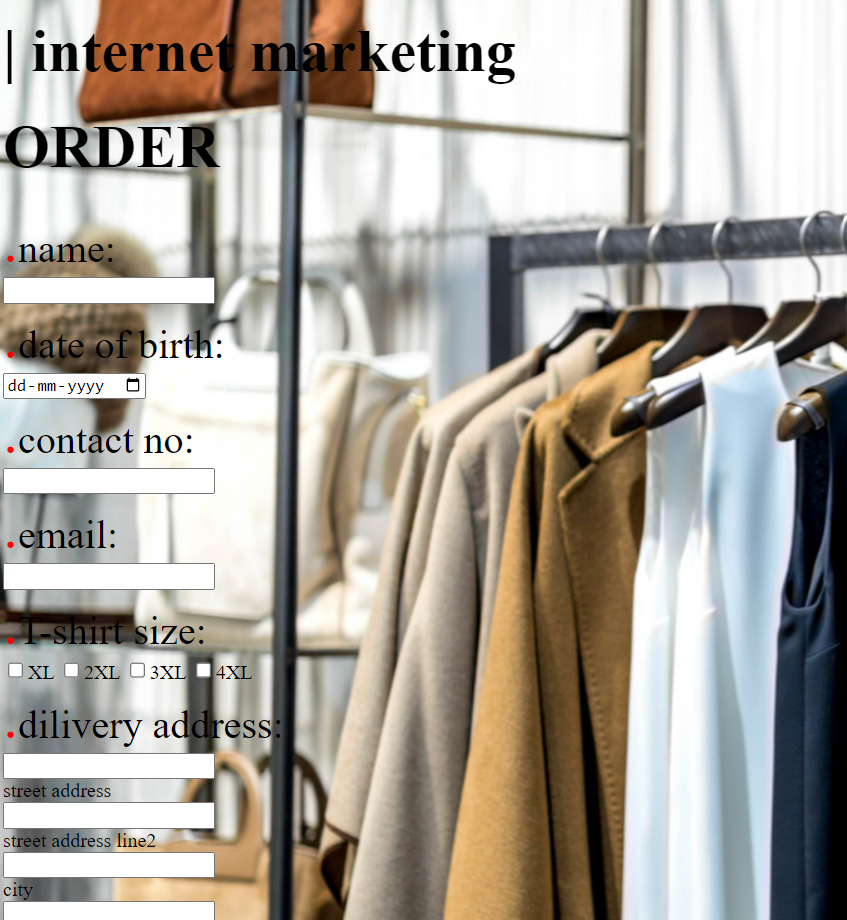 | internet marketing
ORDER
.name:
.date of birth:
dd-mm-yyyy
.contact no:
.email:
.T-shirt size:
XL 2XL 3XL 4XL
.dilivery address:
street address
street address line2
city